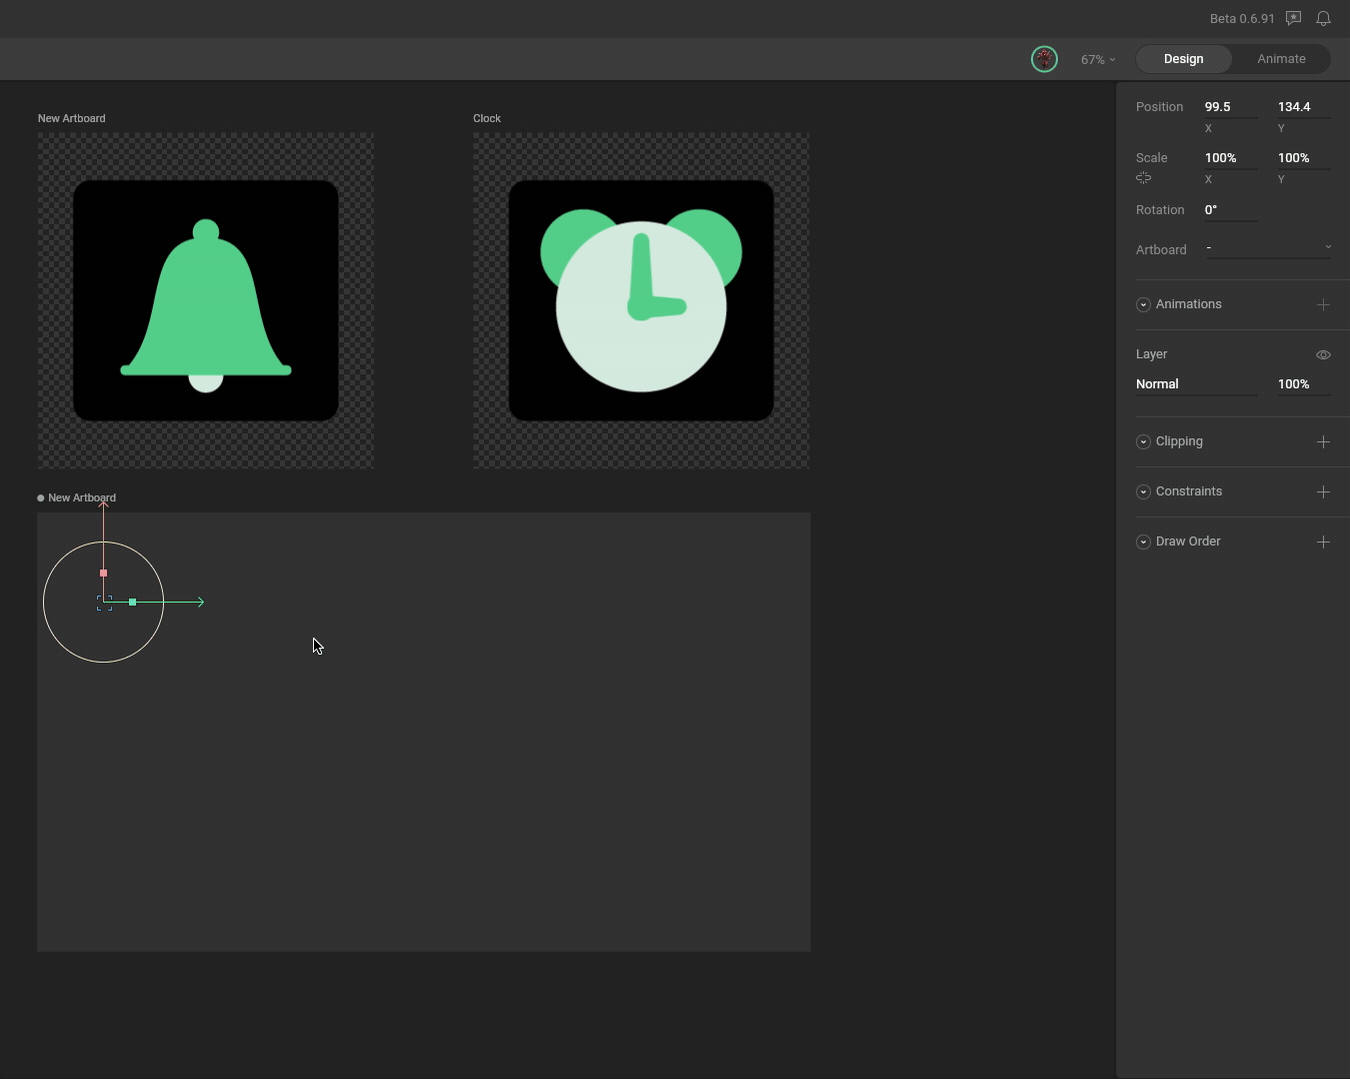 Beta 0.6.91
67%
Design
Animate
New Artboard
Clock
New Artboard
Position 99.5 134.4
X Y
Scale 100% 100%
X Y
Rotation 0°
Artboard -
Animations
Layer
Normal 100%
Clipping
Constraints
Draw Order